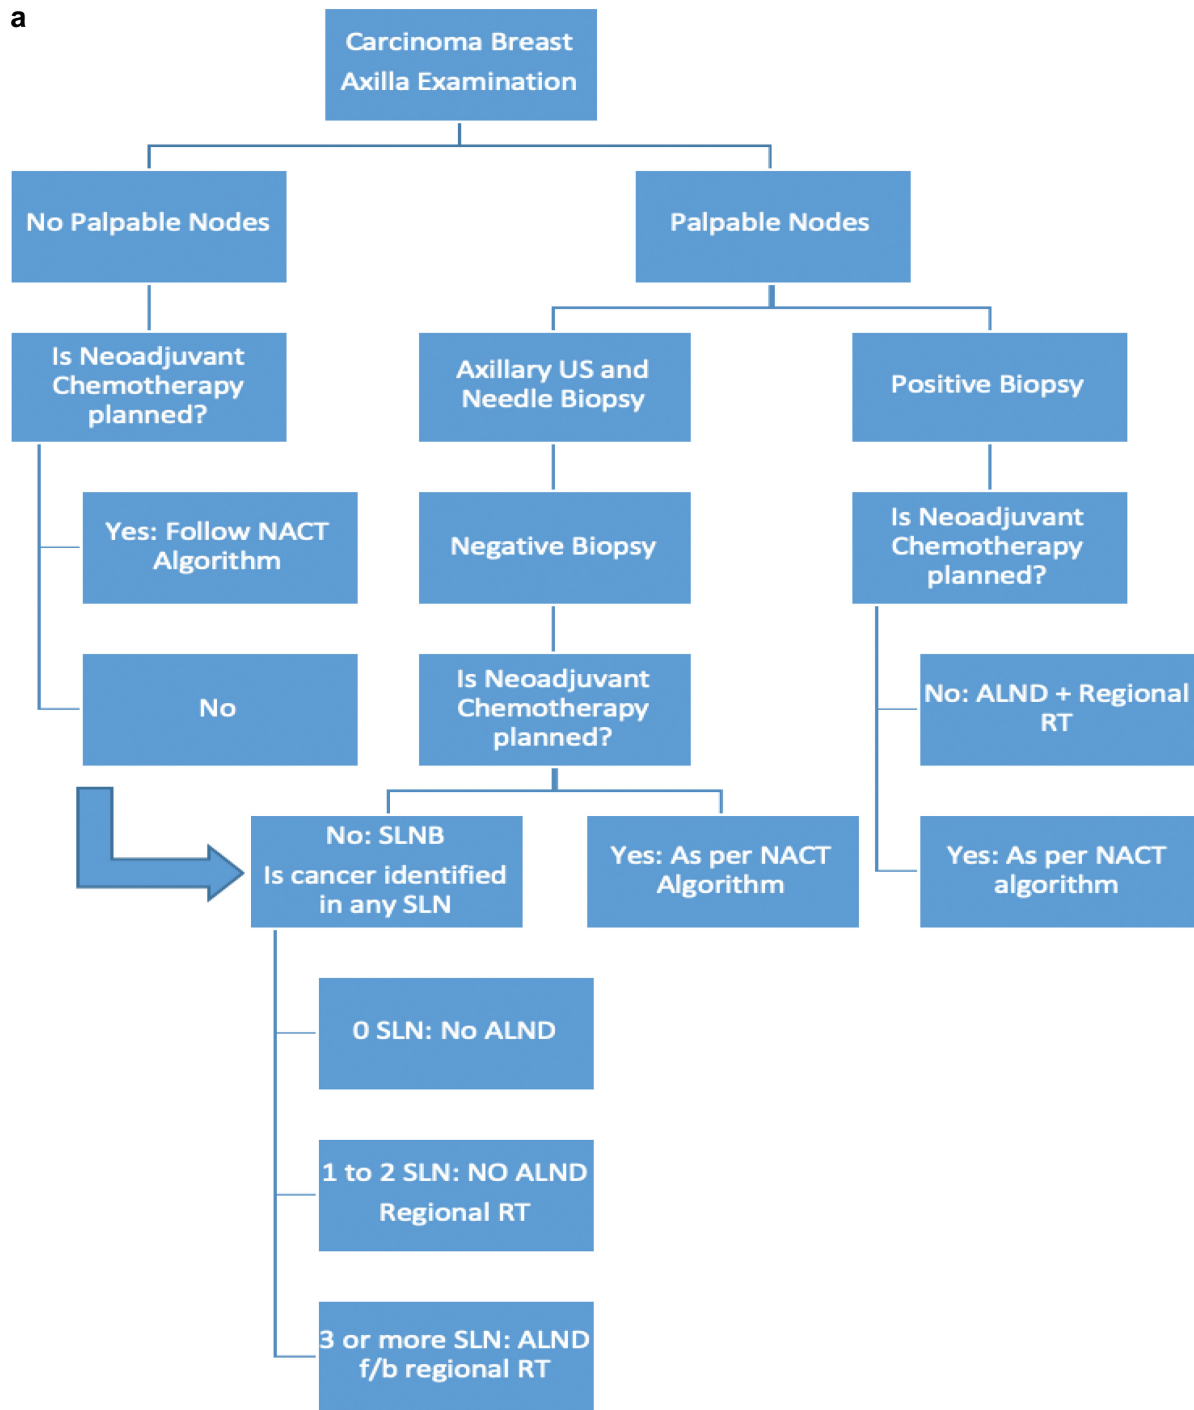 a
Carcinoma Breast
Axilla Examination
No Palpable Nodes
Palpable Nodes
Is Neoadjuvant
Chemotherapy
planned?
Axillary US and
Needle Biopsy
Positive Biopsy
Yes: Follow NACT
Algorithm
Negative Biopsy
Is Neoadjuvant
Chemotherapy
planned?
No
Is Neoadjuvant
Chemotherapy
planned?
No: ALND + Regional
RT
No: SLNB
Is cancer identified
in any SLN
Yes: As per NACT
Algorithm
Yes: As per NACT
algorithm
0 SLN: No ALND
1 to 2 SLN: NO ALND
Regional RT
3 or more SLN: ALND
f/b regional RT